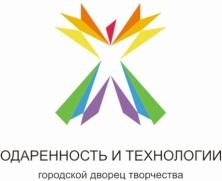 ОДАРЕННОСТЬ И ТЕХНОЛОГИИ
городской дворец творчества